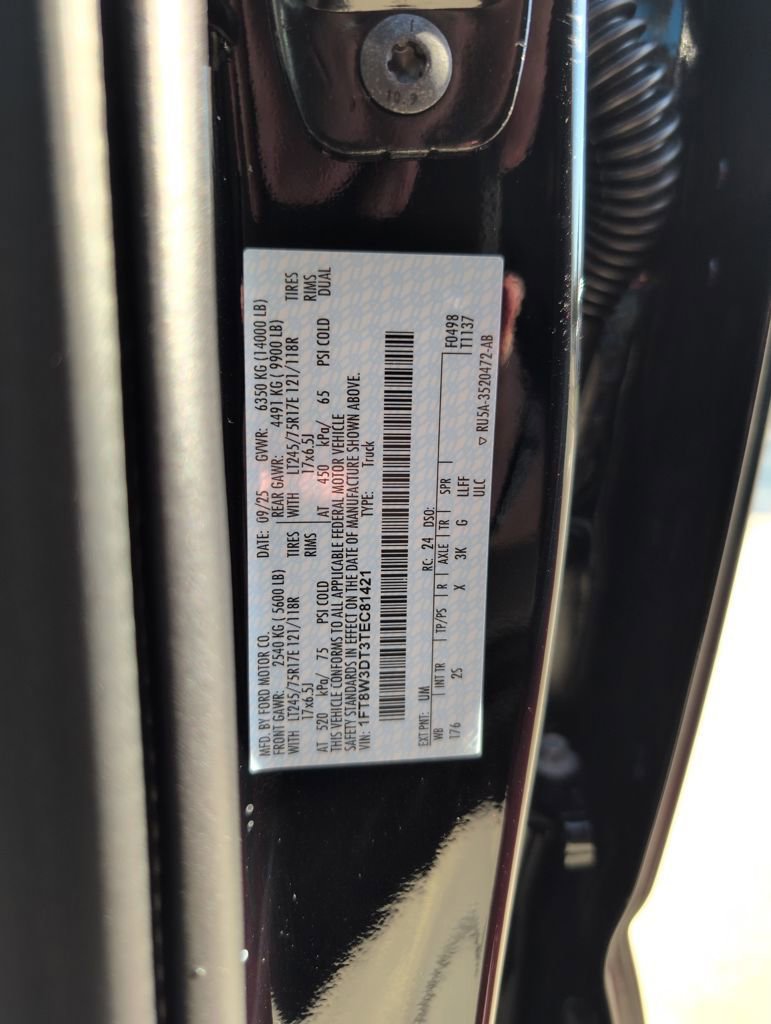 10.9
MFD. BY FORD MOTOR CO. DATE: 09/25 GVWR: 6350 KG (14000 LB)
FRONT GAWR: 2540 KG ( 5600 LB) REAR GAWR: 4491 KG ( 9900 LB)
WITH LT245/75R17E 121/118R TIRES WITH LT245/75R17E 121/118R TIRES
17x6.5J RIMS 17x6.5J RIMS
AT 520 kPa/ 75 PSI COLD AT 450 kPa/ 65 PSI COLD DUAL
THIS VEHICLE CONFORMS TO ALL APPLICABLE FEDERAL MOTOR VEHICLE
SAFETY STANDARDS IN EFFECT ON THE DATE OF MANUFACTURE SHOWN ABOVE.
VIN: 1FT8W3DT3TEC81421 TYPE: Truck
EXT PNT: UM RC: 24 DSO: F0498
WB INT TR TP/PS R AXLE TR SPR T1137
176 2S X 3K G LLFF
ULC
▽ RU5A-3520472-AB